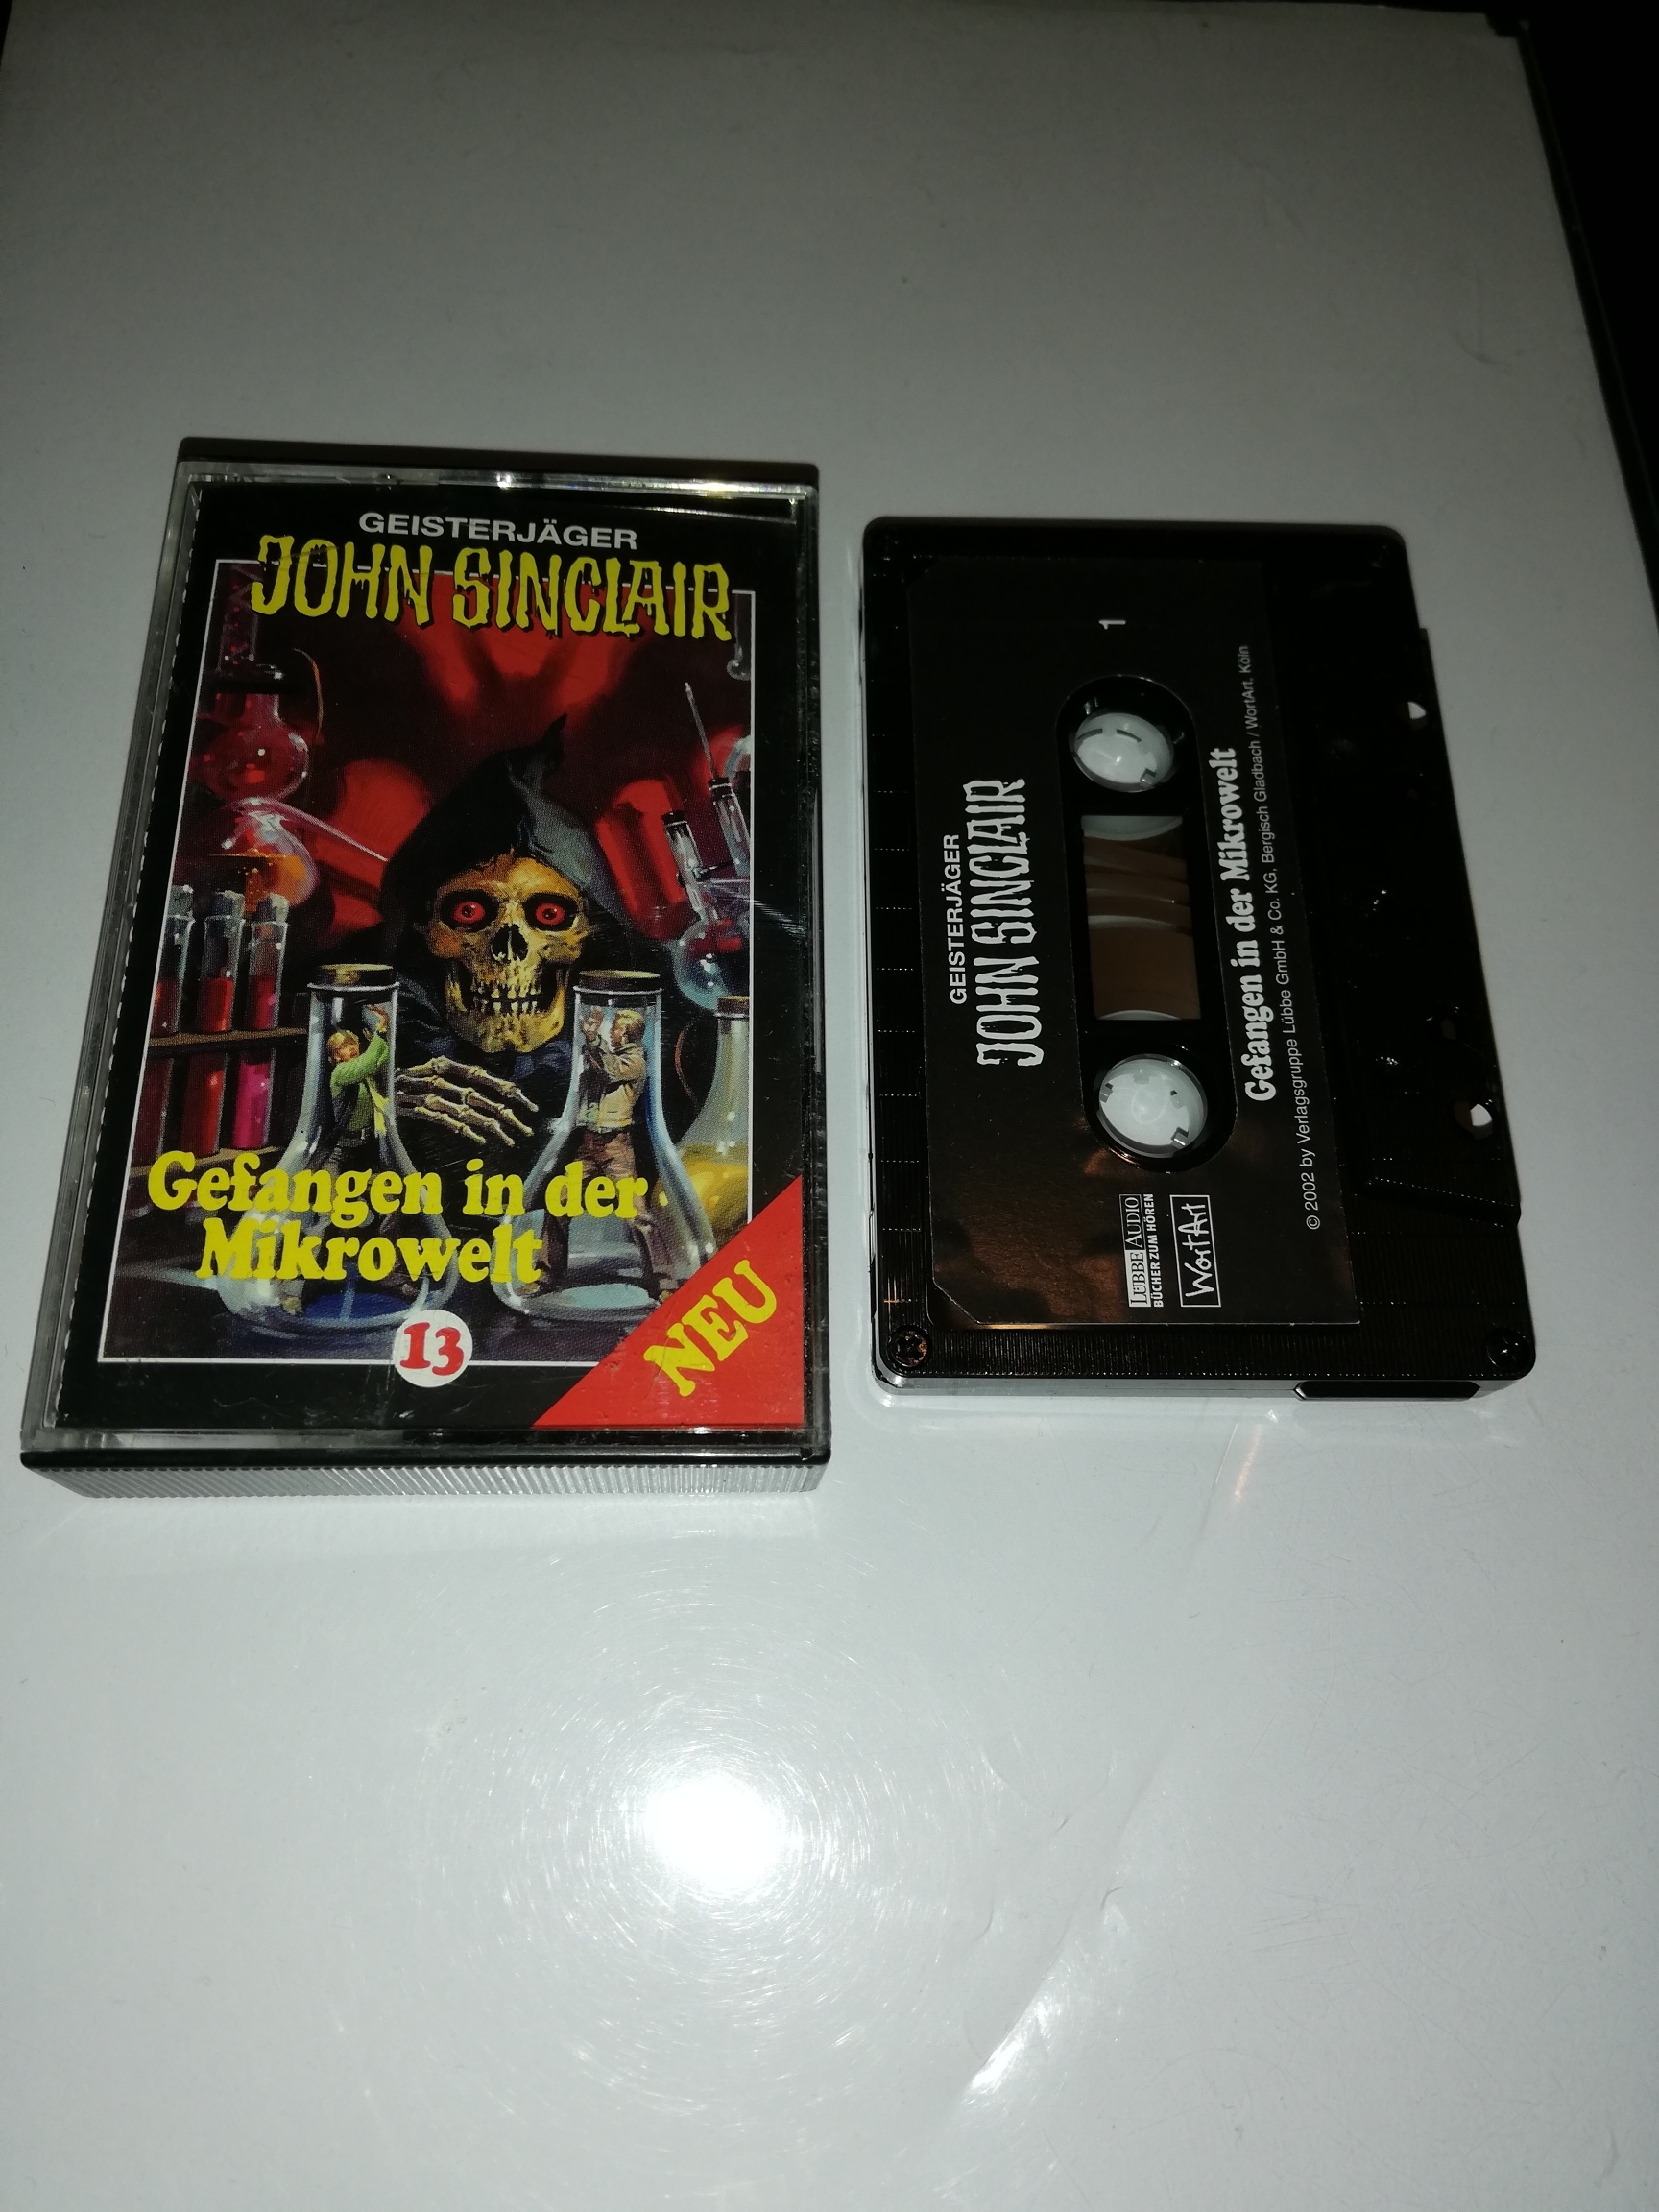 GEISTERJÄGER
JOHN SINCLAIR
Gefangen in der
Mikrowelt
13
NEU
GEISTERJÄGER
JOHN SINCLAIR
1
Gefangen in der Mikrowelt
© 2002 by Verlagsgruppe Lübbe GmbH & Co. KG, Bergisch Gladbach / WortArt, Köln
LÜBBE AUDIO
BÜCHER ZUM HÖREN
WortArt